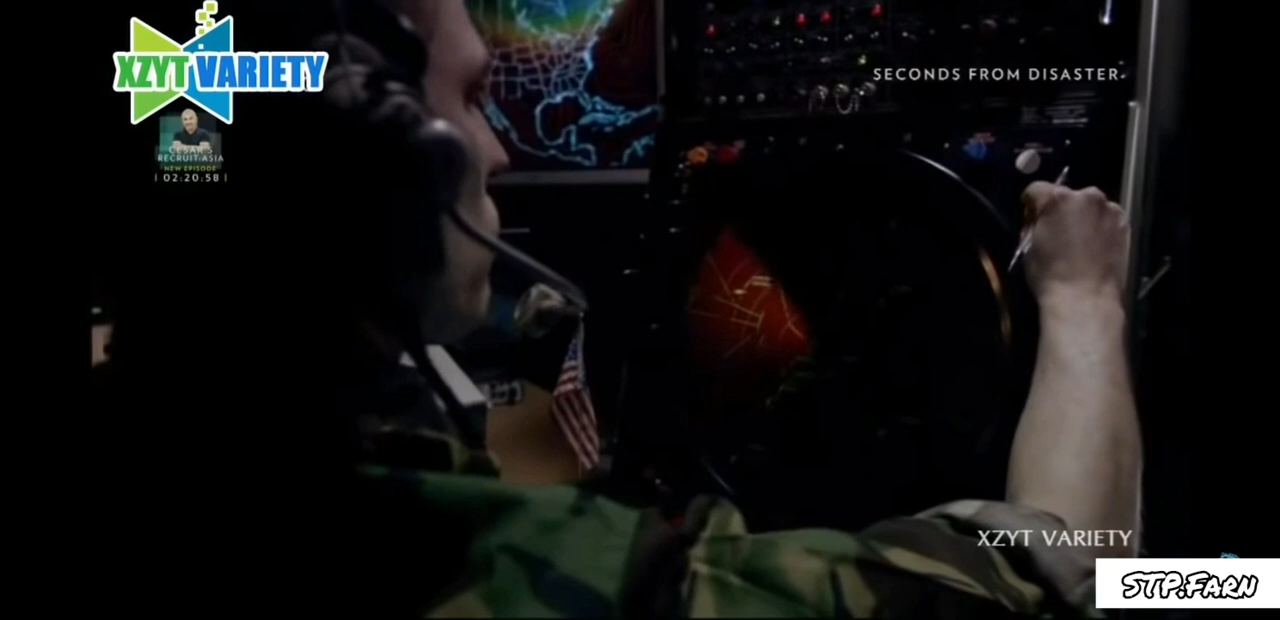 XZYT VARIETY
SECONDS FROM DISASTER
CESAR'S
RECRUIT:ASIA
NEW EPISODE
| 02:20:58 |
XZYT VARIETY
STP.FARN